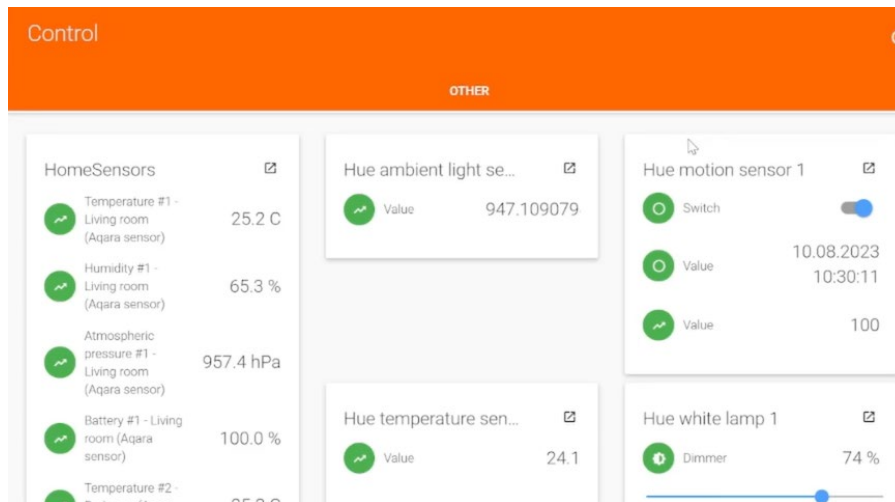 Control
OTHER
HomeSensors
Temperature #1 -
Living room
(Aqara sensor)
25.2 C
Humidity #1 -
Living room
(Aqara sensor)
65.3 %
Atmospheric
pressure #1 -
Living room
(Aqara sensor)
957.4 hPa
Battery #1 - Living
room (Aqara
sensor)
100.0 %
Temperature #2 -
Hue ambient light se...
Value
947.109079
Hue temperature sen...
Value
24.1
Hue motion sensor 1
Switch
Value
10.08.2023
10:30:11
Value
100
Hue white lamp 1
Dimmer
74 %